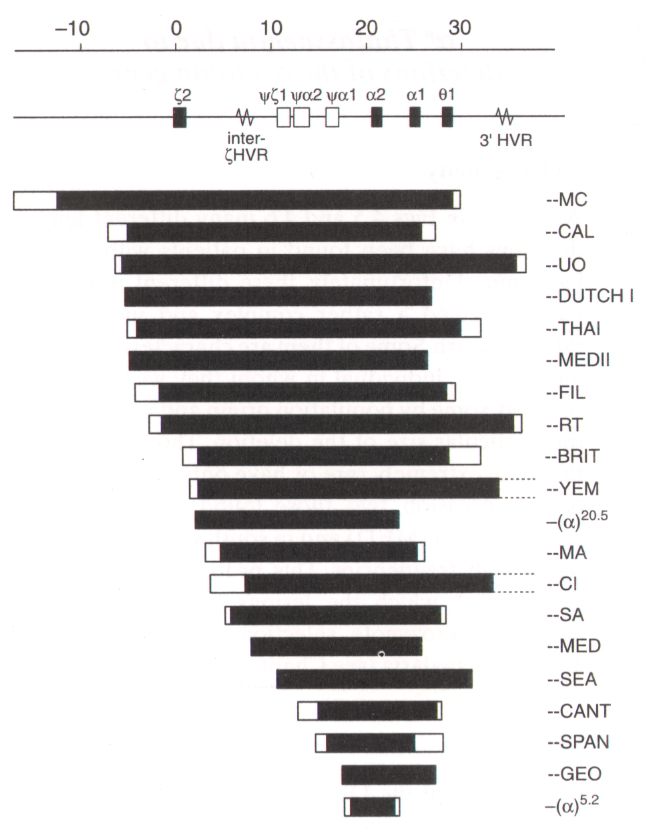 −10 0 10 20 30
ζ2 ψζ1 ψα2 ψα1 α2 α1 θ1
inter- 3' HVR
ζHVR
--MC
--CAL
--UO
--DUTCH I
--THAI
--MEDII
--FIL
--RT
--BRIT
--YEM
–(α)20.5
--MA
--CI
--SA
--MED
--SEA
--CANT
--SPAN
--GEO
–(α)5.2